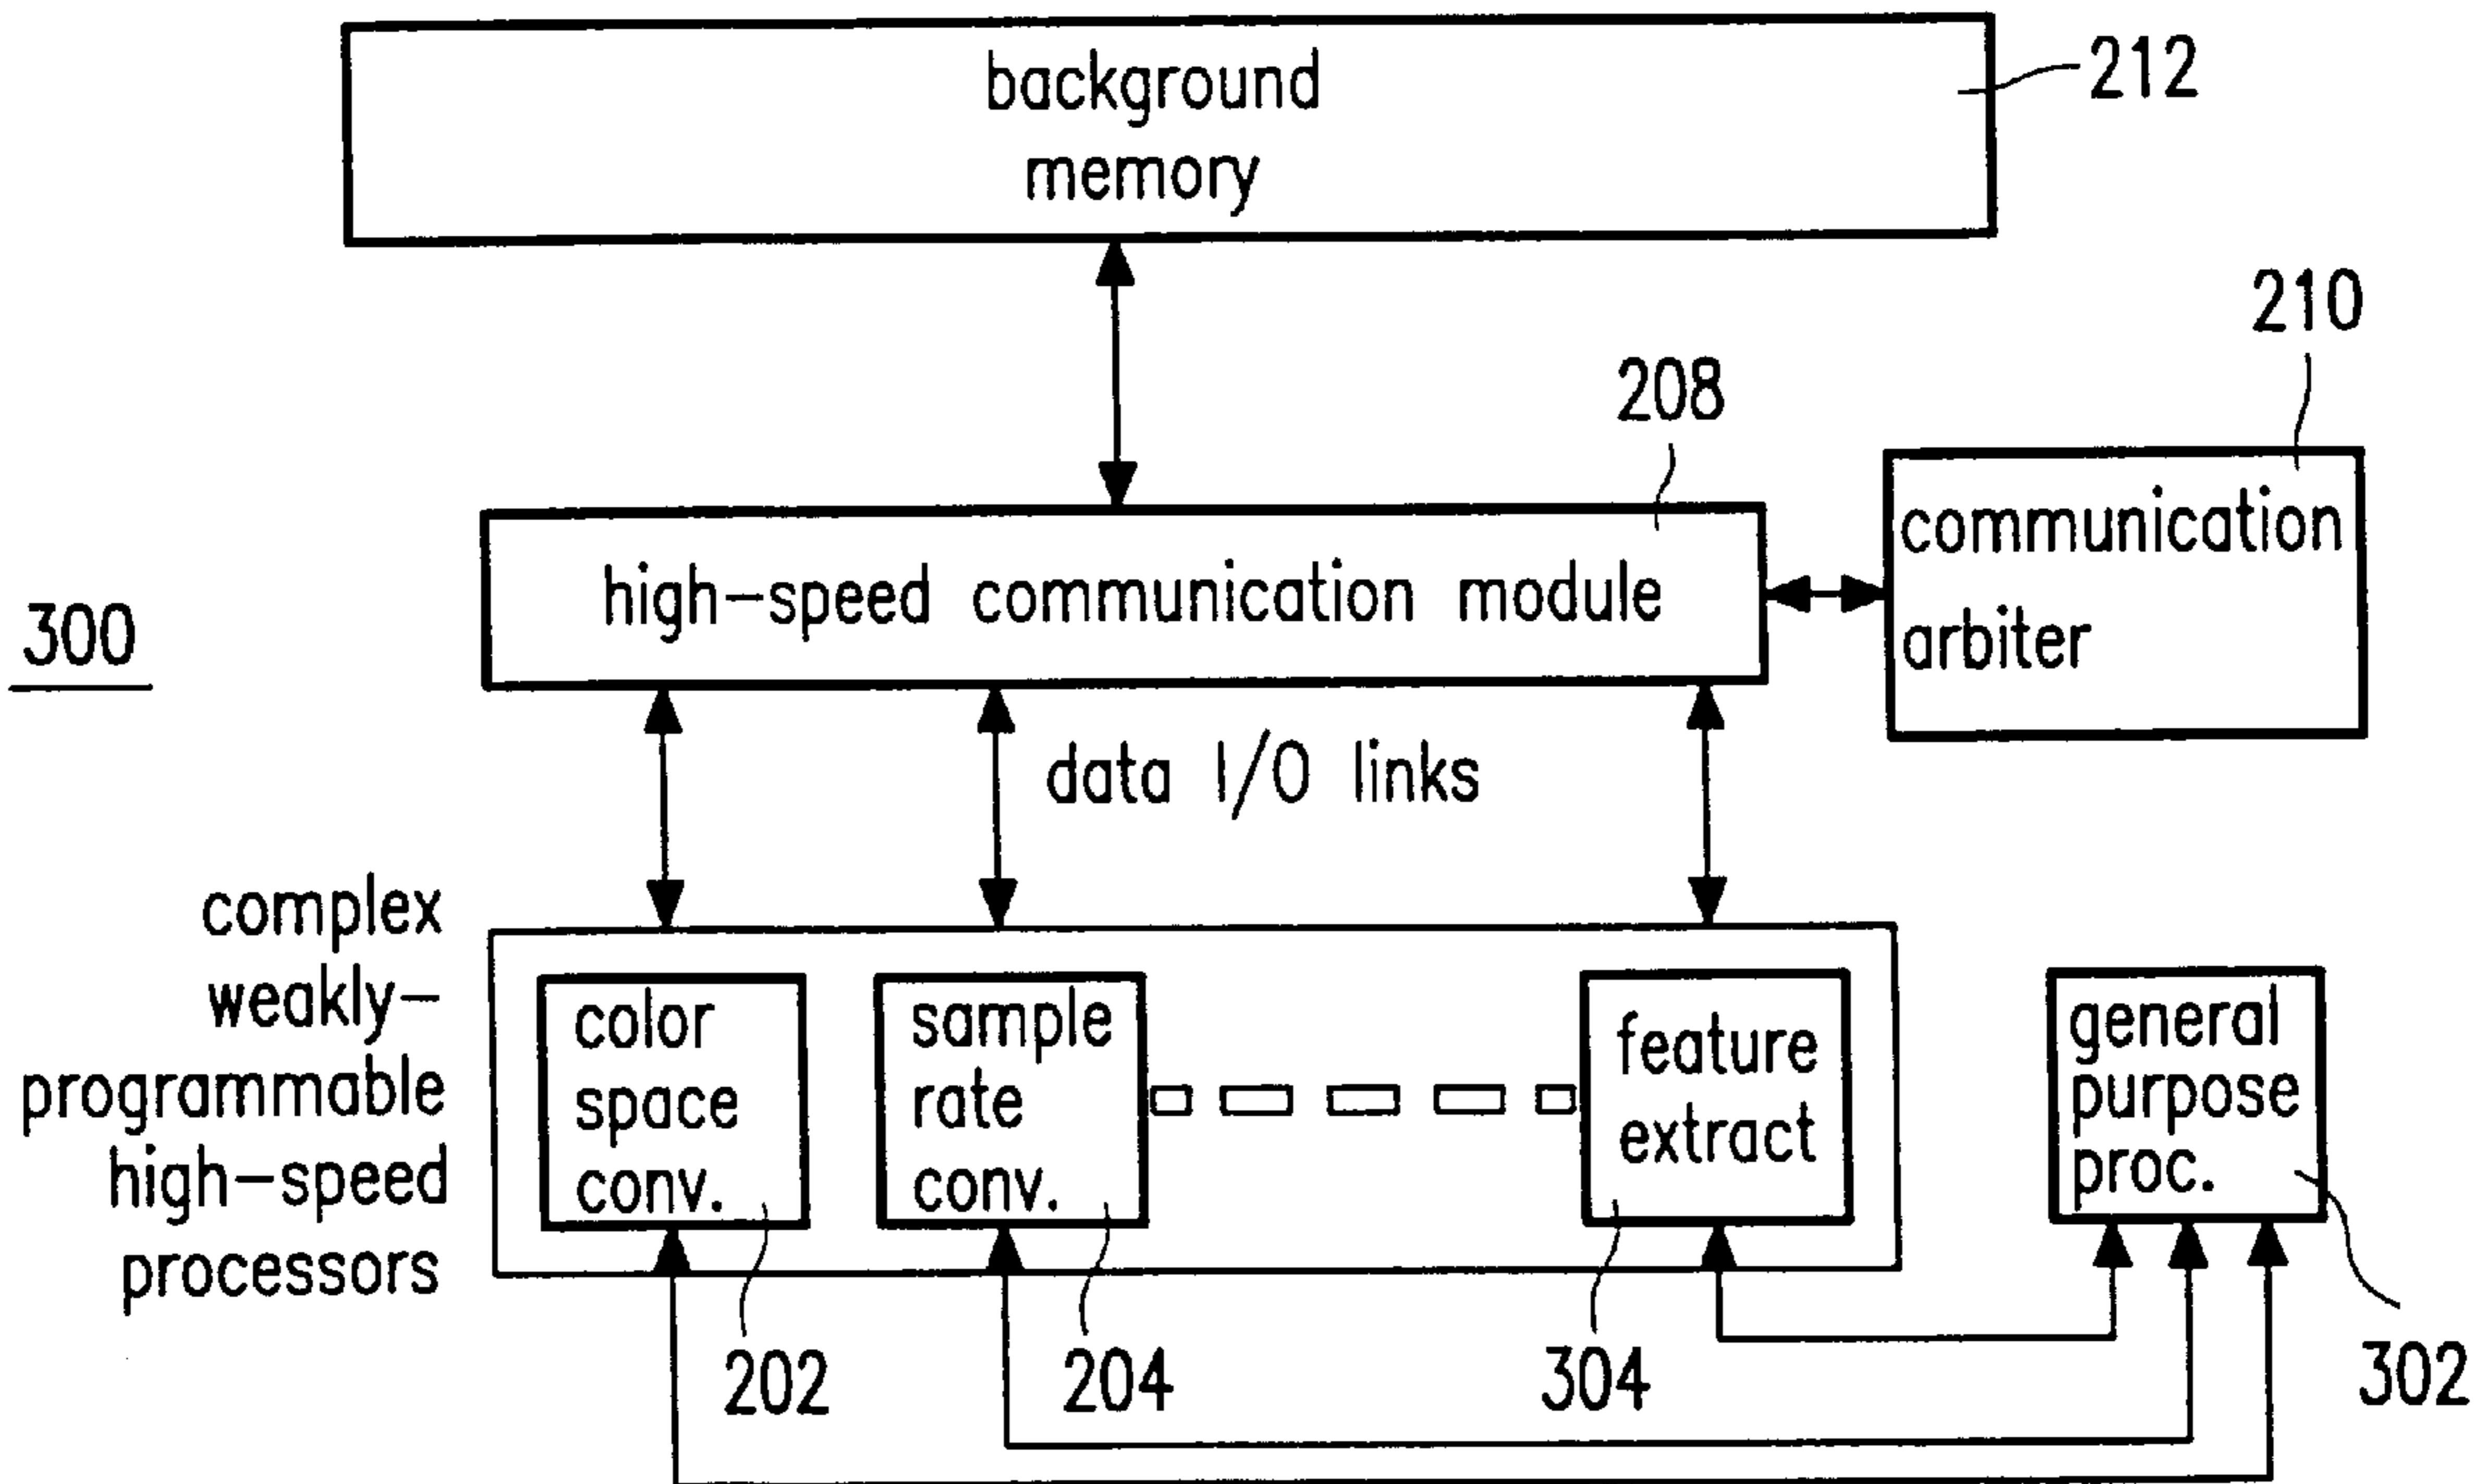 background
memory
212
210
208
high-speed communication module
communication
arbiter
300
data I/O links
complex
weakly-
programmable
high-speed
processors
color
space
conv.
sample
rate
conv.
feature
extract
general
purpose
proc.
202
204
304
302